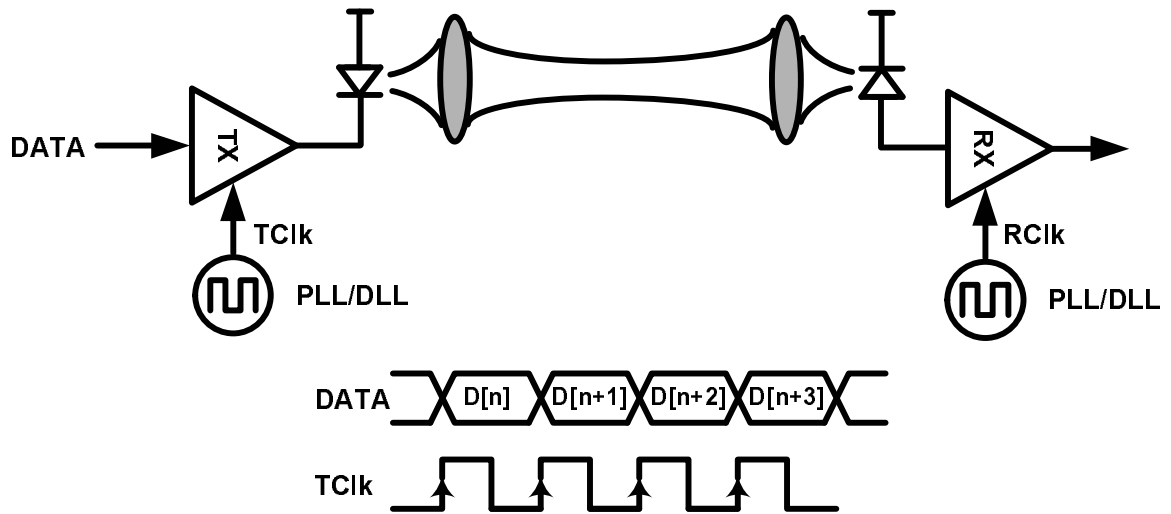 DATA
TX
RX
TClk
RClk
PLL/DLL
PLL/DLL
DATA D[n] D[n+1] D[n+2] D[n+3]
TClk